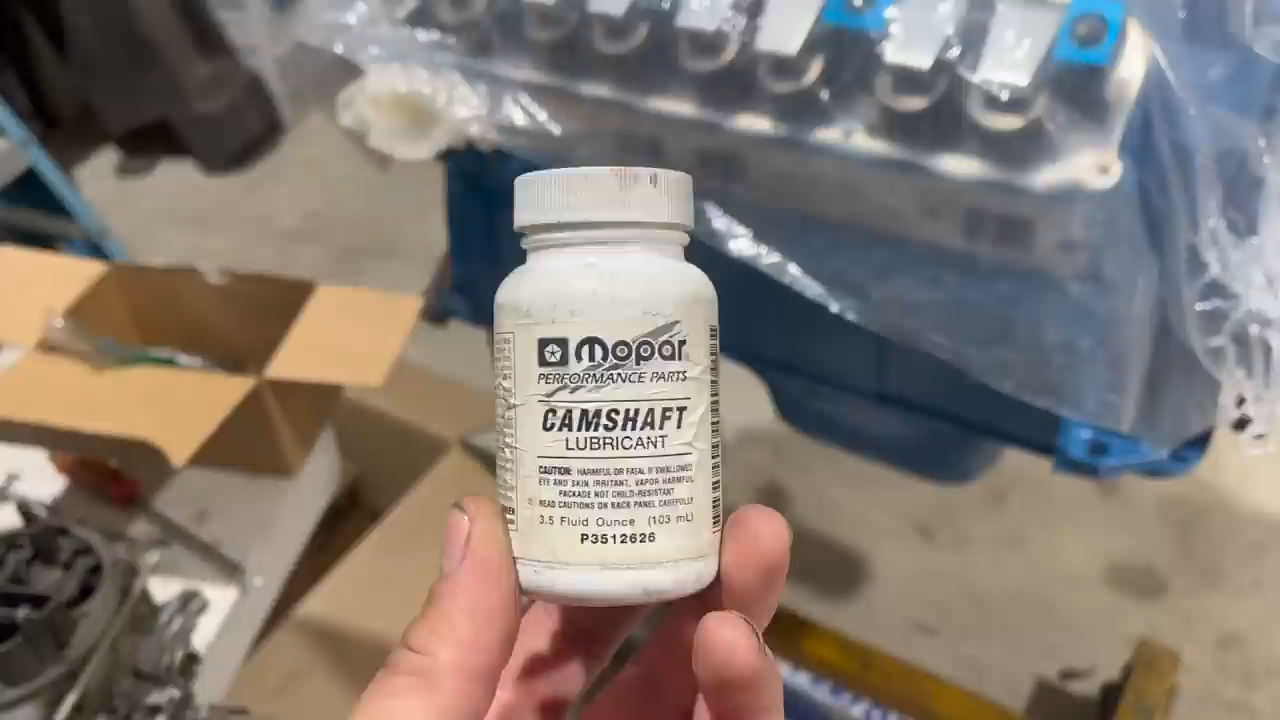 Mopar
PERFORMANCE PARTS
CAMSHAFT
LUBRICANT
CAUTION: HARMFUL OR FATAL IF SWALLOWED
EYE AND SKIN IRRITANT, VAPOR HARMFUL
PACKAGE NOT CHILD-RESISTANT
READ CAUTIONS ON BACK PANEL CAREFULLY
3.5 Fluid Ounce (103 mL)
P3512626